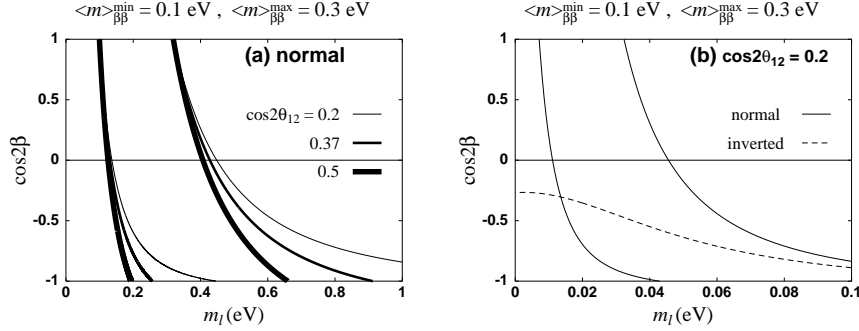 <m>ββ min = 0.1 eV , <m>ββ max = 0.3 eV
(a) normal
cos2θ12 = 0.2
0.37
0.5
cos2β
1
0.5
0
-0.5
-1
0 0.2 0.4 0.6 0.8 1
ml (eV)
<m>ββ min = 0.1 eV , <m>ββ max = 0.3 eV
(b) cos2θ12 = 0.2
normal
inverted
cos2β
1
0.5
0
-0.5
-1
0 0.02 0.04 0.06 0.08 0.1
ml (eV)